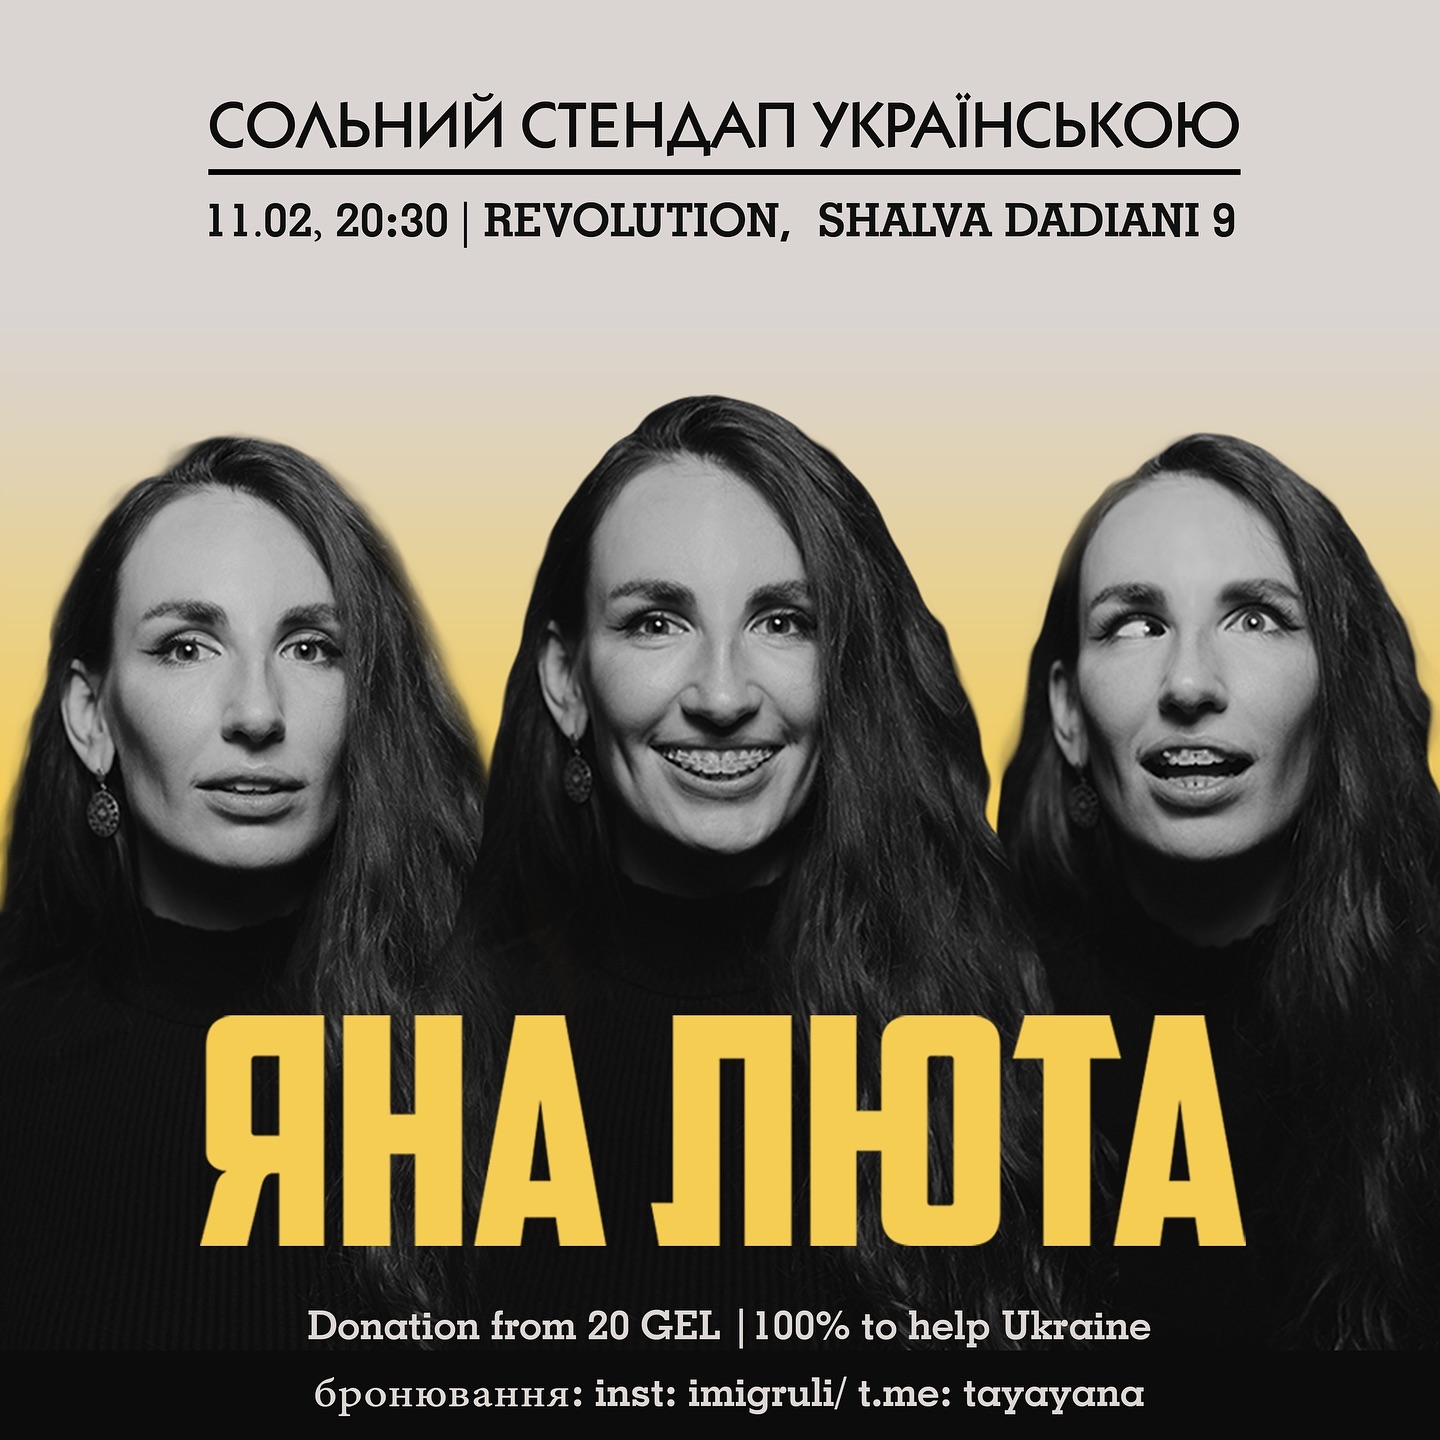 СОЛЬНИЙ СТЕНДАП УКРАЇНСЬКОЮ
11.02, 20:30 | REVOLUTION, SHALVA DADIANI 9
ЯНА ЛЮТА
Donation from 20 GEL | 100% to help Ukraine
бронювання: inst: imigruli/ t.me: tayayana